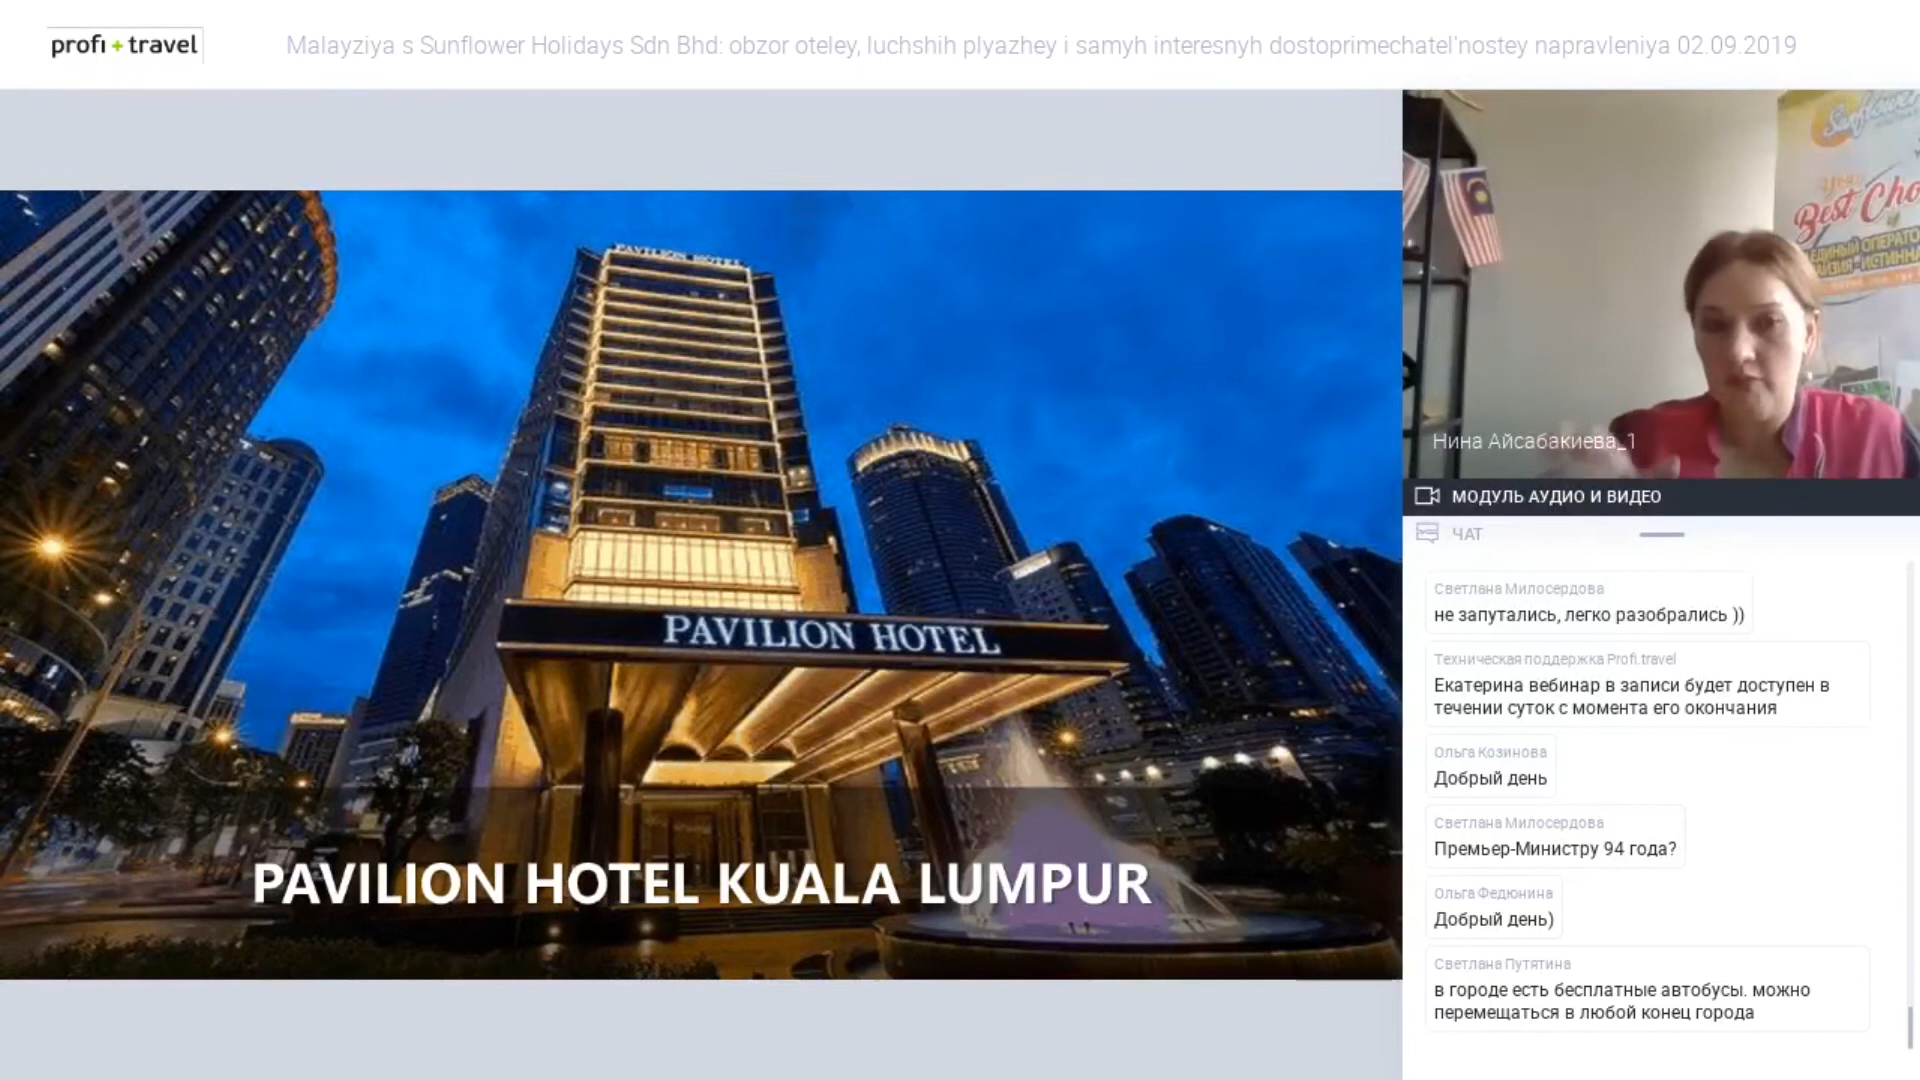 profi + travel
Malayziya s Sunflower Holidays Sdn Bhd: obzor oteley, luchshih plyazhey i samyh interesnyh dostoprimechatel'nostey napravleniya 02.09.2019
PAVILION HOTEL
PAVILION HOTEL
PAVILION HOTEL KUALA LUMPUR
Sunflower
Best Cho
ЕДИНЫЙ ОПЕРАТО
Нина Айсабакиева_1
МОДУЛЬ АУДИО И ВИДЕО
ЧАТ
Светлана Милосердова
не запутались, легко разобрались ))
Техническая поддержка Profi.travel
Екатерина вебинар в записи будет доступен в
течении суток с момента его окончания
Ольга Козинова
Добрый день
Светлана Милосердова
Премьер-Министру 94 года?
Ольга Федюнина
Добрый день)
Светлана Путятина
в городе есть бесплатные автобусы. можно
перемещаться в любой конец города